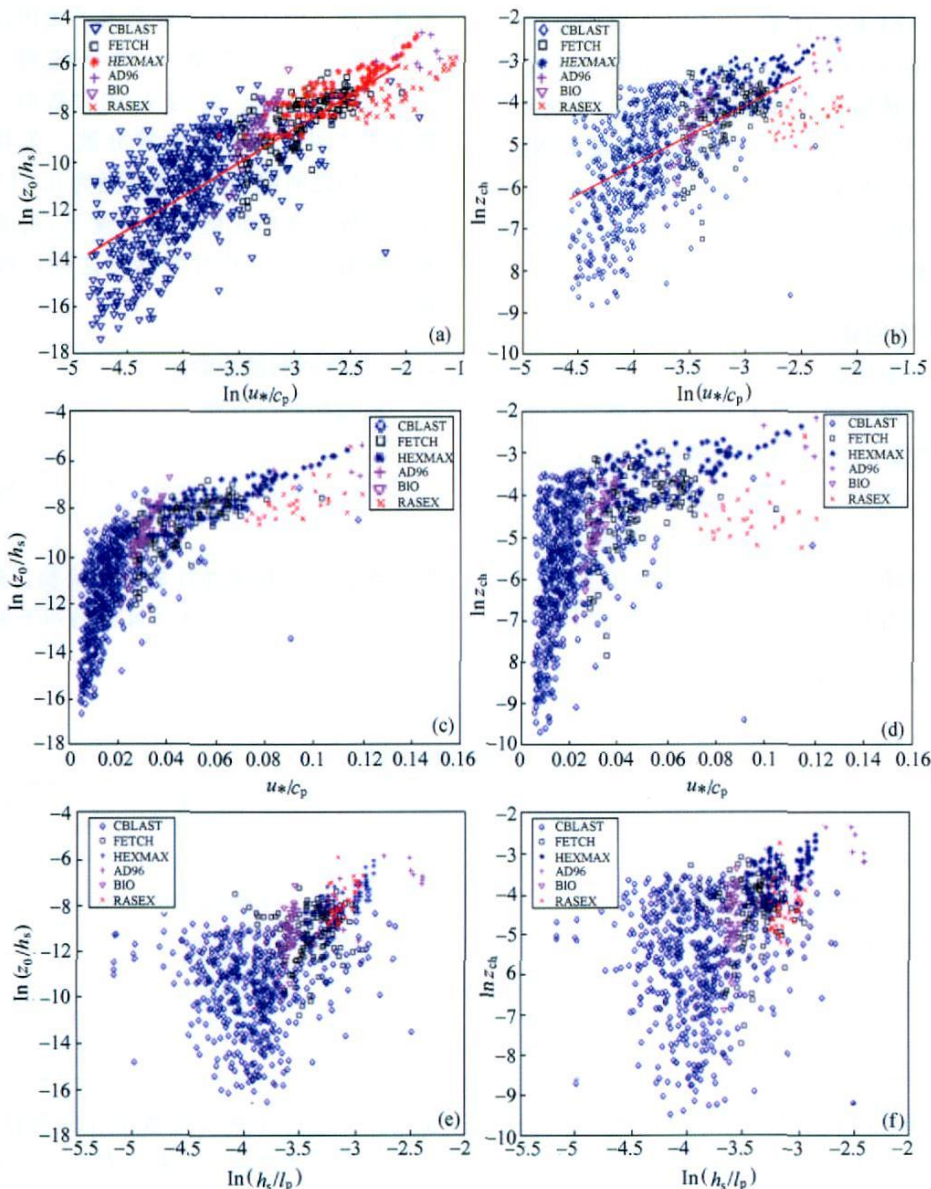 −4
−6
−8
−10
−12
−14
−16
−18
ln (z₀/hₛ)
CBLAST
FETCH
HEXMAX
AD96
BIO
RASEX
(a)
−5 −4.5 −4 −3.5 −3 −2.5 −2 −1.5 −1
ln (u*/cₚ)
−2
−3
−4
−5
−6
−7
−8
−9
−10
ln z_ch
CBLAST
FETCH
HEXMAX
AD96
BIO
RASEX
(b)
−5 −4.5 −4 −3.5 −3 −2.5 −2 −1.5
ln (u*/cₚ)
−4
−6
−8
−10
−12
−14
−16
−18
ln (z₀/hₛ)
CBLAST
FETCH
HEXMAX
AD96
BIO
RASEX
(c)
0 0.02 0.04 0.06 0.08 0.1 0.12 0.14 0.16
u*/cₚ
−2
−3
−4
−5
−6
−7
−8
−9
−10
ln z_ch
CBLAST
FETCH
HEXMAX
AD96
BIO
RASEX
(d)
0 0.02 0.04 0.06 0.08 0.1 0.12 0.14 0.16
u*/cₚ
−4
−6
−8
−12
−10
−14
−16
−18
ln (z₀/hₛ)
CBLAST
FETCH
HEXMAX
AD96
BIO
RASEX
(e)
−5.5 −5 −4.5 −4 −3.5 −3 −2.5 −2
ln (hₛ/lₚ)
−2
−3
−4
−5
−6
−7
−8
−9
−10
ln z_ch
CBLAST
FETCH
HEXMAX
AD96
BIO
RASEX
(f)
−5.5 −5 −4.5 −4 −3.5 −3 −2.5 −2
ln (hₛ/lₚ)